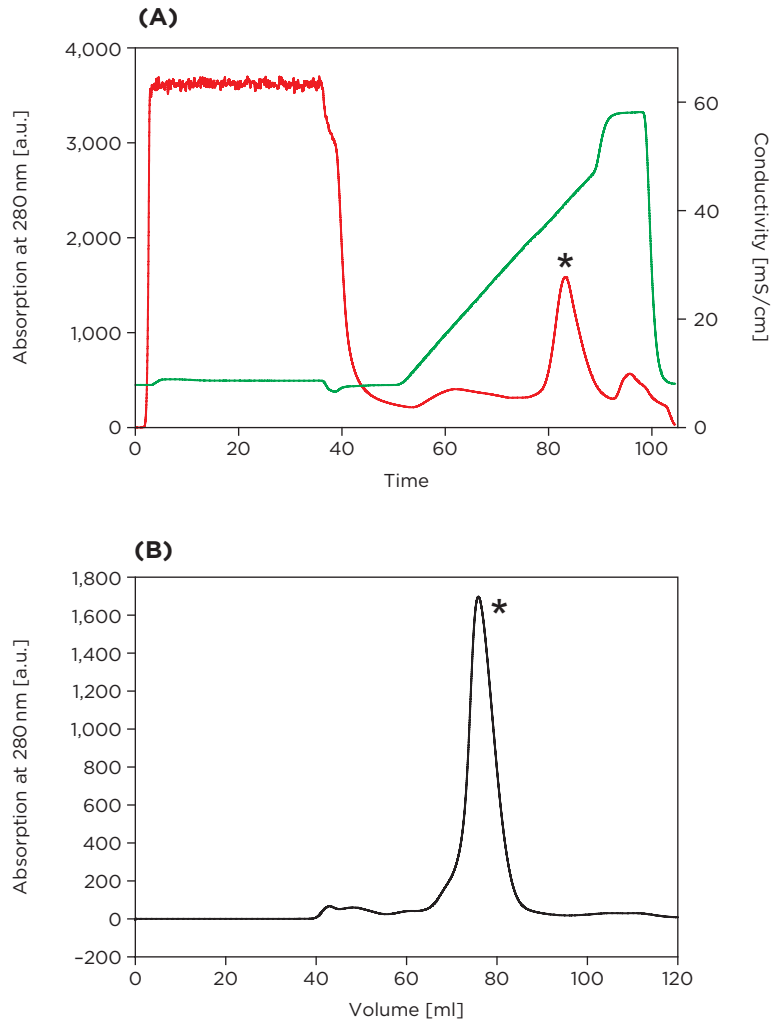 (A)
4,000
3,000
2,000
1,000
0
60
40
20
0
0 20 40 60 80 100
Absorption at 280 nm [a.u.]
Conductivity [mS/cm]
*
Time
(B)
1,800
1,600
1,400
1,200
1,000
800
600
400
200
0
-200
0 20 40 60 80 100 120
Absorption at 280 nm [a.u.]
*
Volume [ml]